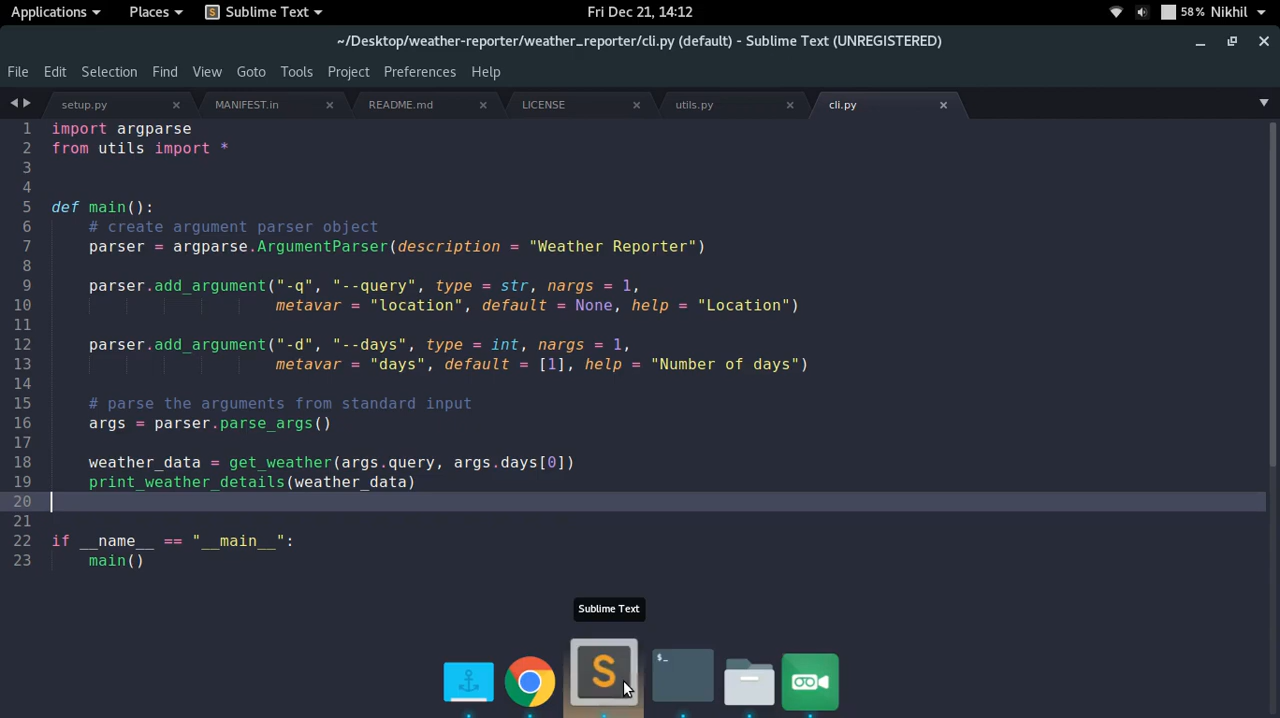 Applications Places Sublime Text Fri Dec 21, 14:12 58% Nikhil
~/Desktop/weather-reporter/weather_reporter/cli.py (default) - Sublime Text (UNREGISTERED)
File Edit Selection Find View Goto Tools Project Preferences Help
setup.py MANIFEST.in README.md LICENSE utils.py cli.py
1 import argparse
2 from utils import *
3
4
5 def main():
6 # create argument parser object
7 parser = argparse.ArgumentParser(description = "Weather Reporter")
8
9 parser.add_argument("-q", "--query", type = str, nargs = 1,
10 metavar = "location", default = None, help = "Location")
11
12 parser.add_argument("-d", "--days", type = int, nargs = 1,
13 metavar = "days", default = [1], help = "Number of days")
14
15 # parse the arguments from standard input
16 args = parser.parse_args()
17
18 weather_data = get_weather(args.query, args.days[0])
19 print_weather_details(weather_data)
20
21
22 if __name__ == "__main__":
23 main()
Sublime Text
S
$_